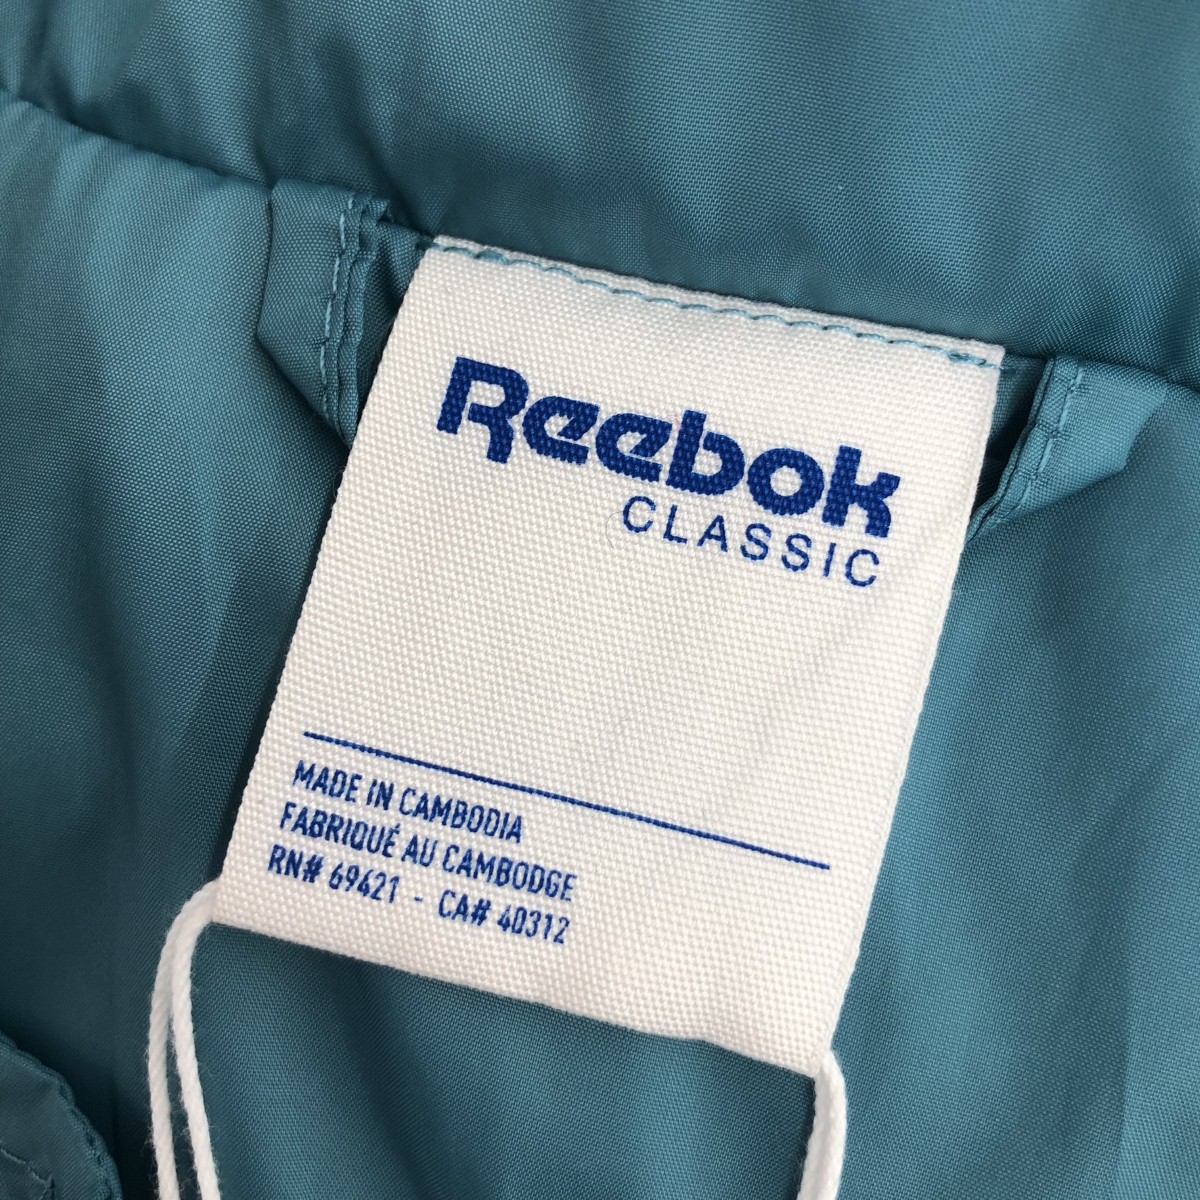 Reebok
CLASSIC
MADE IN CAMBODIA
FABRIQUÉ AU CAMBODGE
RN# 69421 - CA# 40312